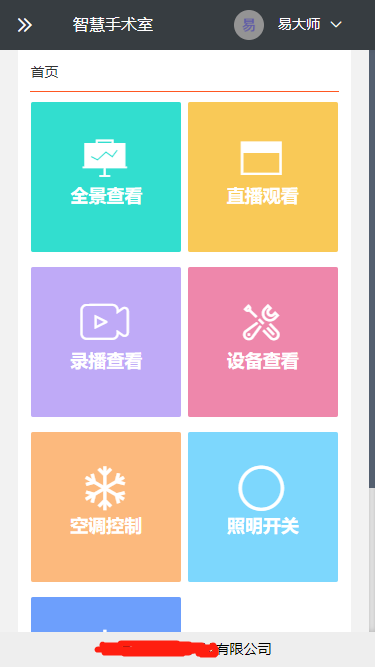 智慧手术室
易 易大师
首页
全景查看 直播观看
录播查看 设备查看
空调控制 照明开关
有限公司